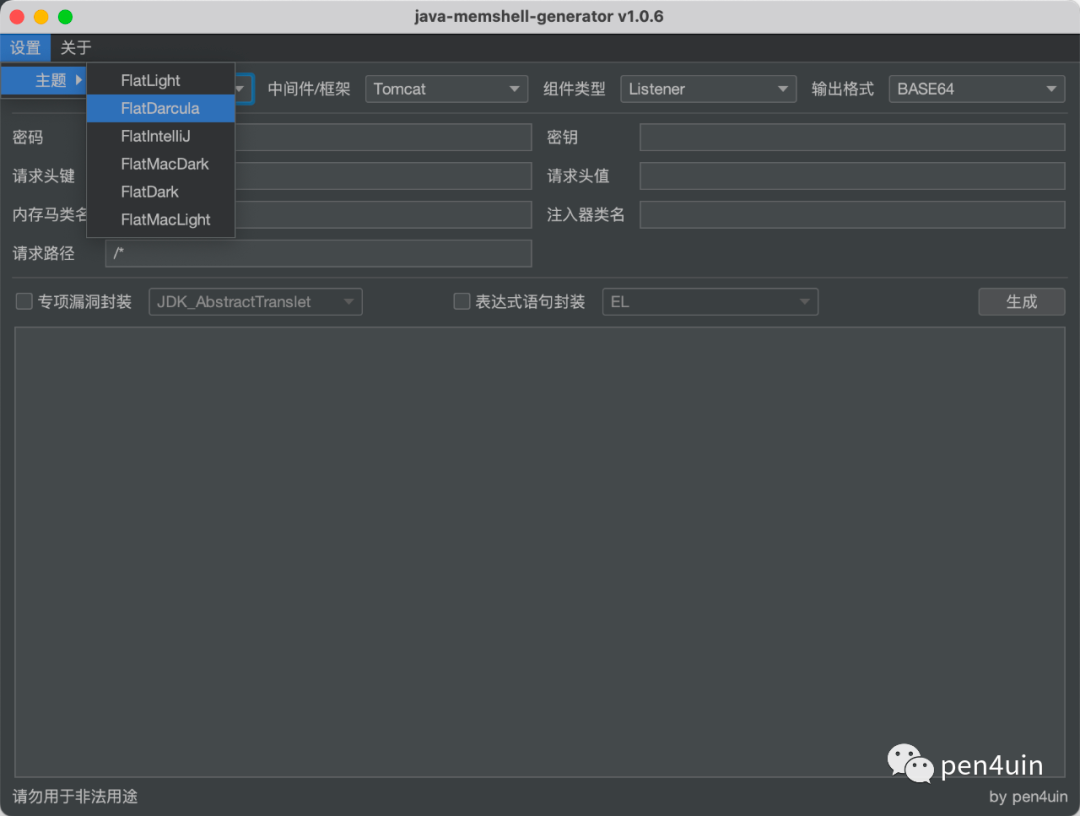 java-memshell-generator v1.0.6
设置 关于
主题
FlatLight
FlatDarcula
FlatIntelliJ
FlatMacDark
FlatDark
FlatMacLight
中间件/框架 Tomcat 组件类型 Listener 输出格式 BASE64
密码 密钥
请求头键 请求头值
内存马类名 注入器类名
请求路径 /*
专项漏洞封装 JDK_AbstractTranslet 表达式语句封装 EL 生成
pen4uin
请勿用于非法用途 by pen4uin